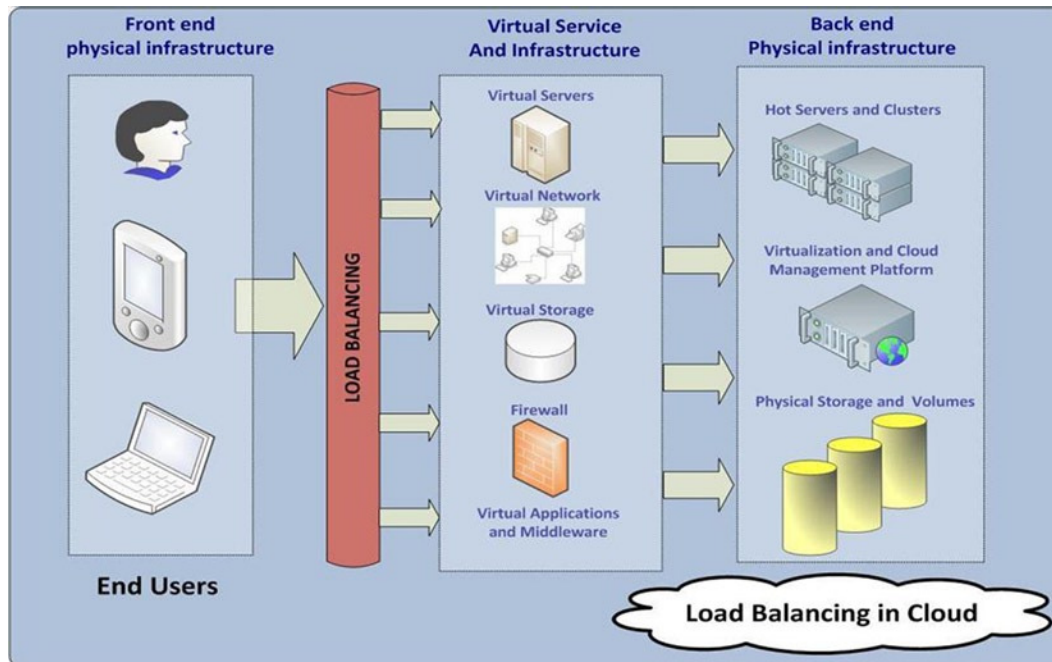 Front end
physical infrastructure
Virtual Service
And Infrastructure
Back end
Physical infrastructure
LOAD BALANCING
Virtual Servers
Virtual Network
Virtual Storage
Firewall
Virtual Applications
and Middleware
Hot Servers and Clusters
Virtualization and Cloud
Management Platform
Physical Storage and Volumes
End Users
Load Balancing in Cloud